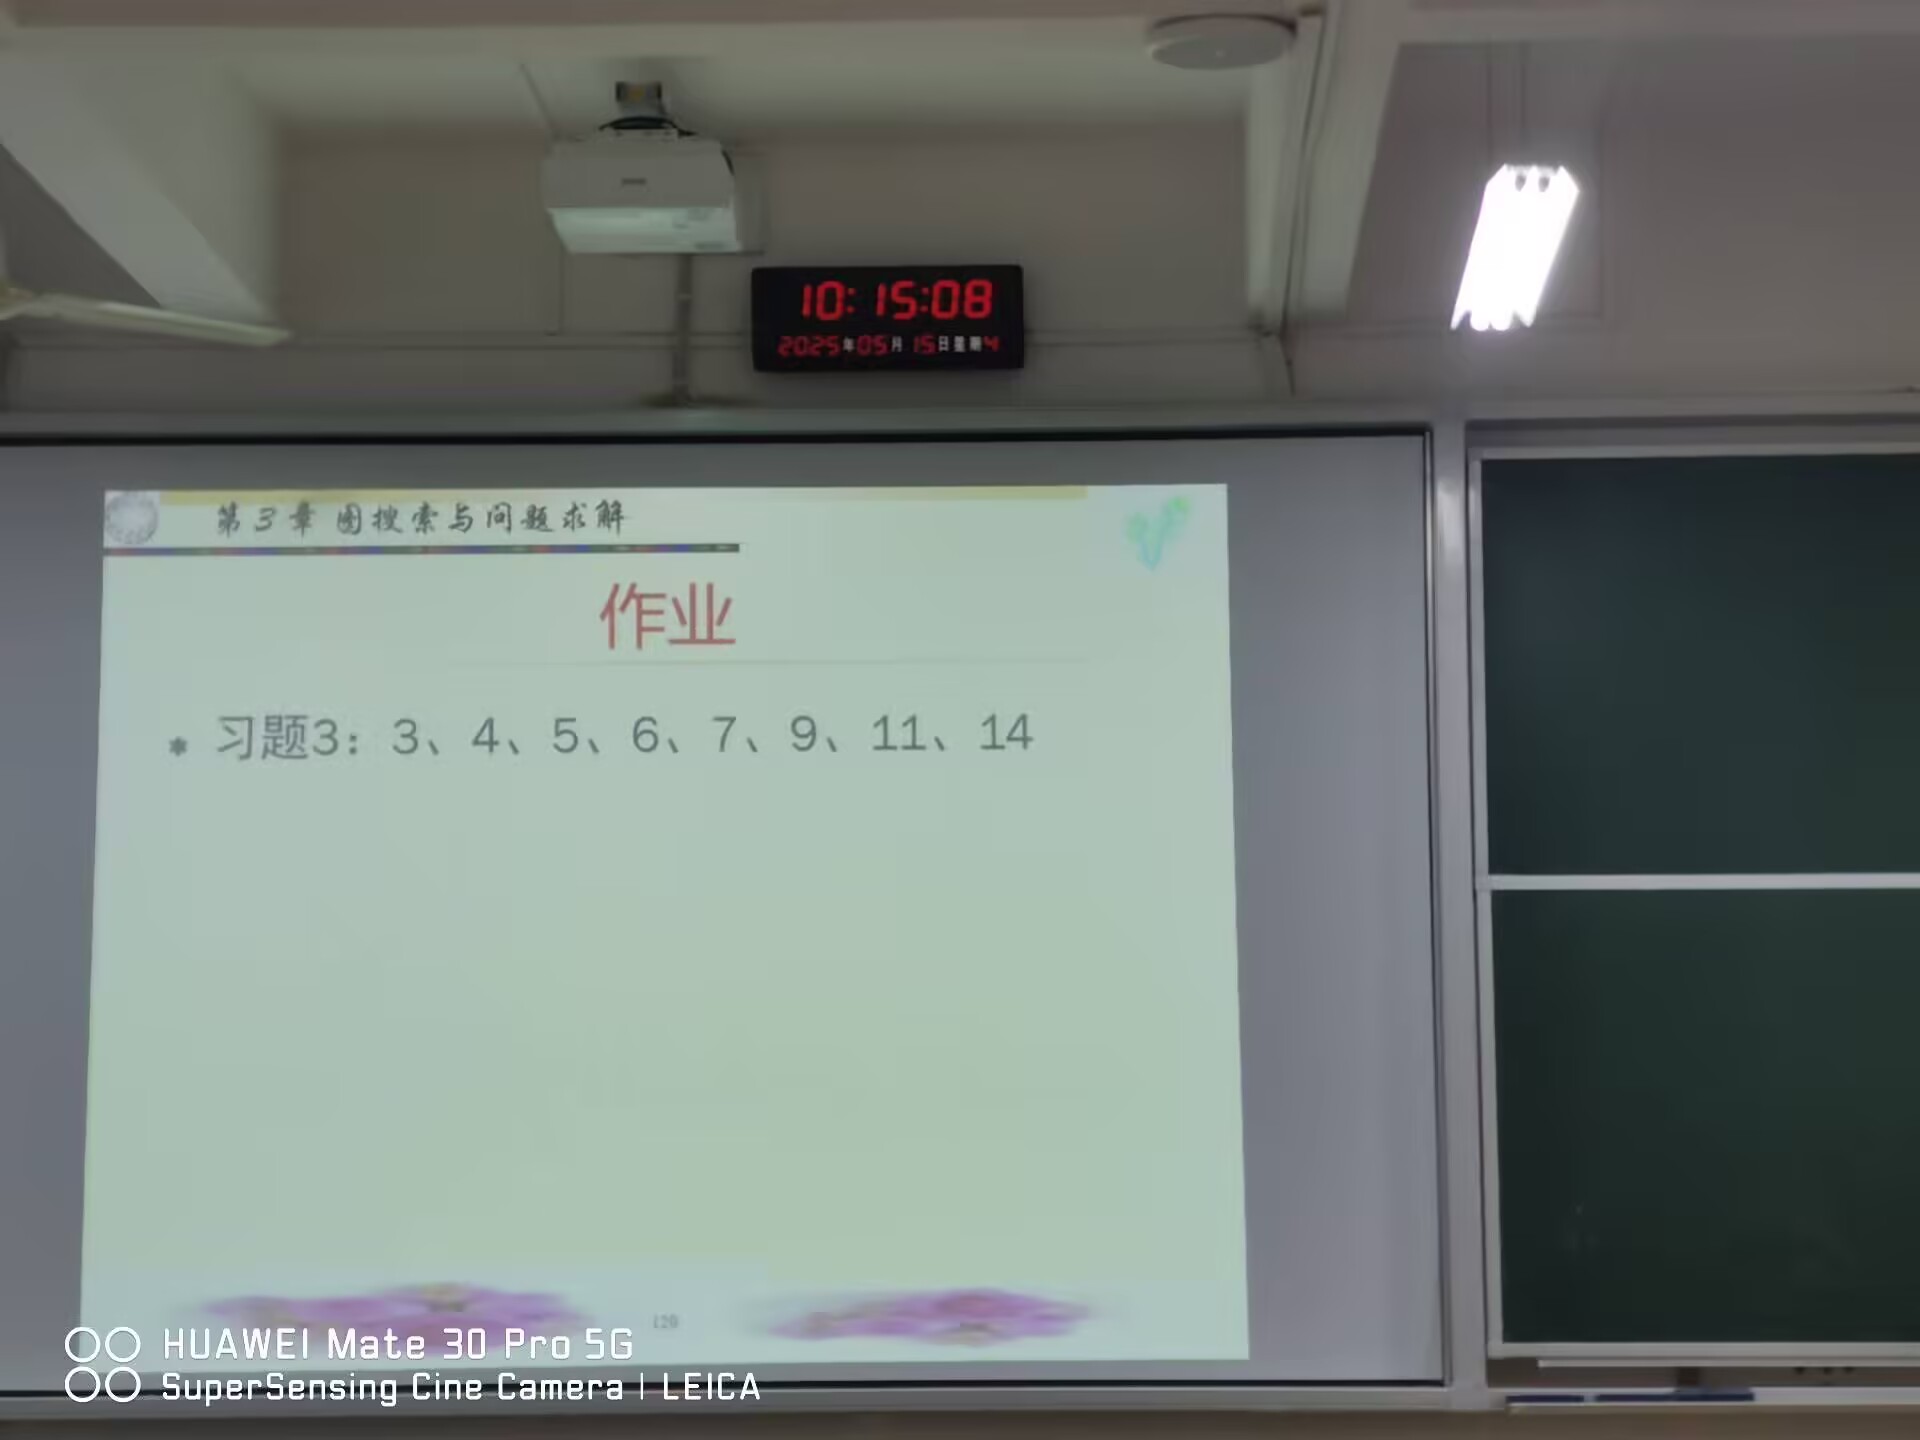 10:15:08
2025年05月15日星期4
第3章 图搜索与问题求解
作业
* 习题3：3、4、5、6、7、9、11、14
120
HUAWEI Mate 30 Pro 5G
SuperSensing Cine Camera | LEICA